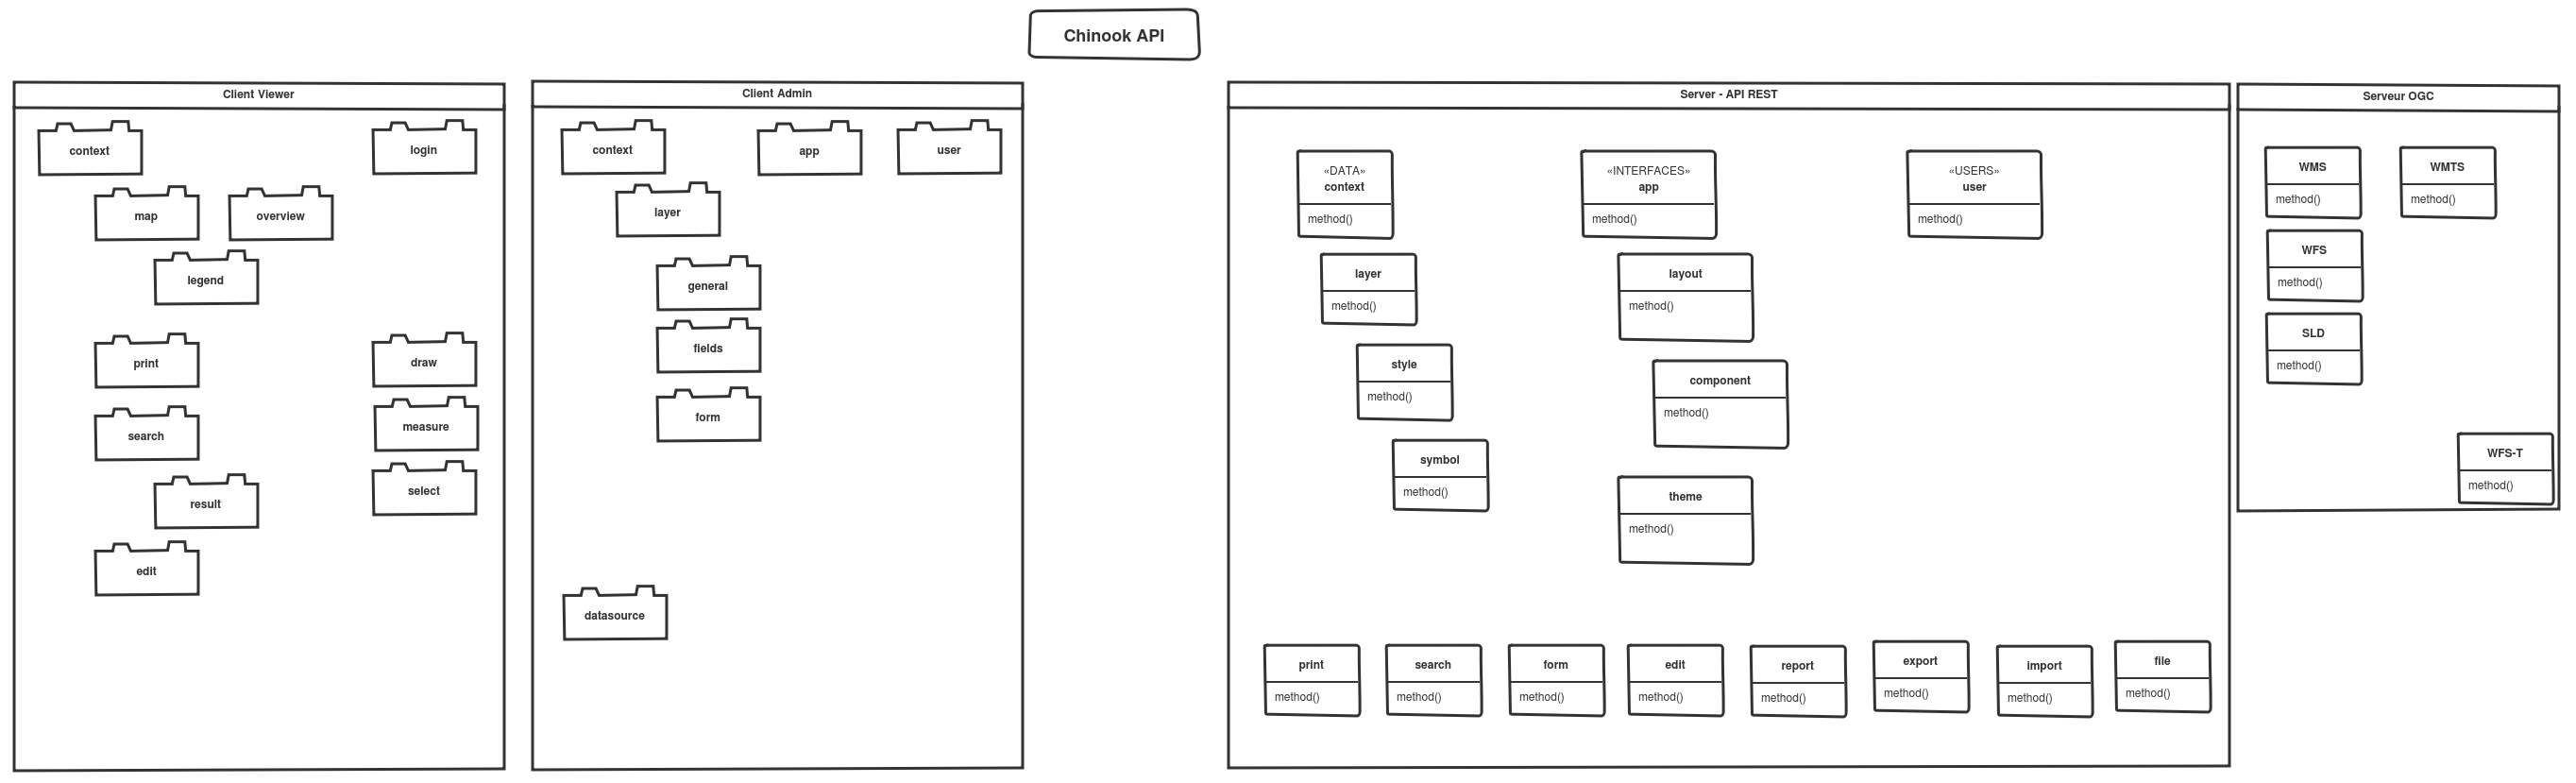 Chinook API
Client Viewer
context
login
map
overview
legend
print
draw
search
measure
result
select
edit
Client Admin
context
app
user
layer
general
fields
form
datasource
Server - API REST
«DATA»
context
method()
«INTERFACES»
app
method()
«USERS»
user
method()
layer
method()
layout
method()
style
method()
component
method()
symbol
method()
theme
method()
print
method()
search
method()
form
method()
edit
method()
report
method()
export
method()
import
method()
file
method()
Serveur OGC
WMS
method()
WMTS
method()
WFS
method()
SLD
method()
WFS-T
method()